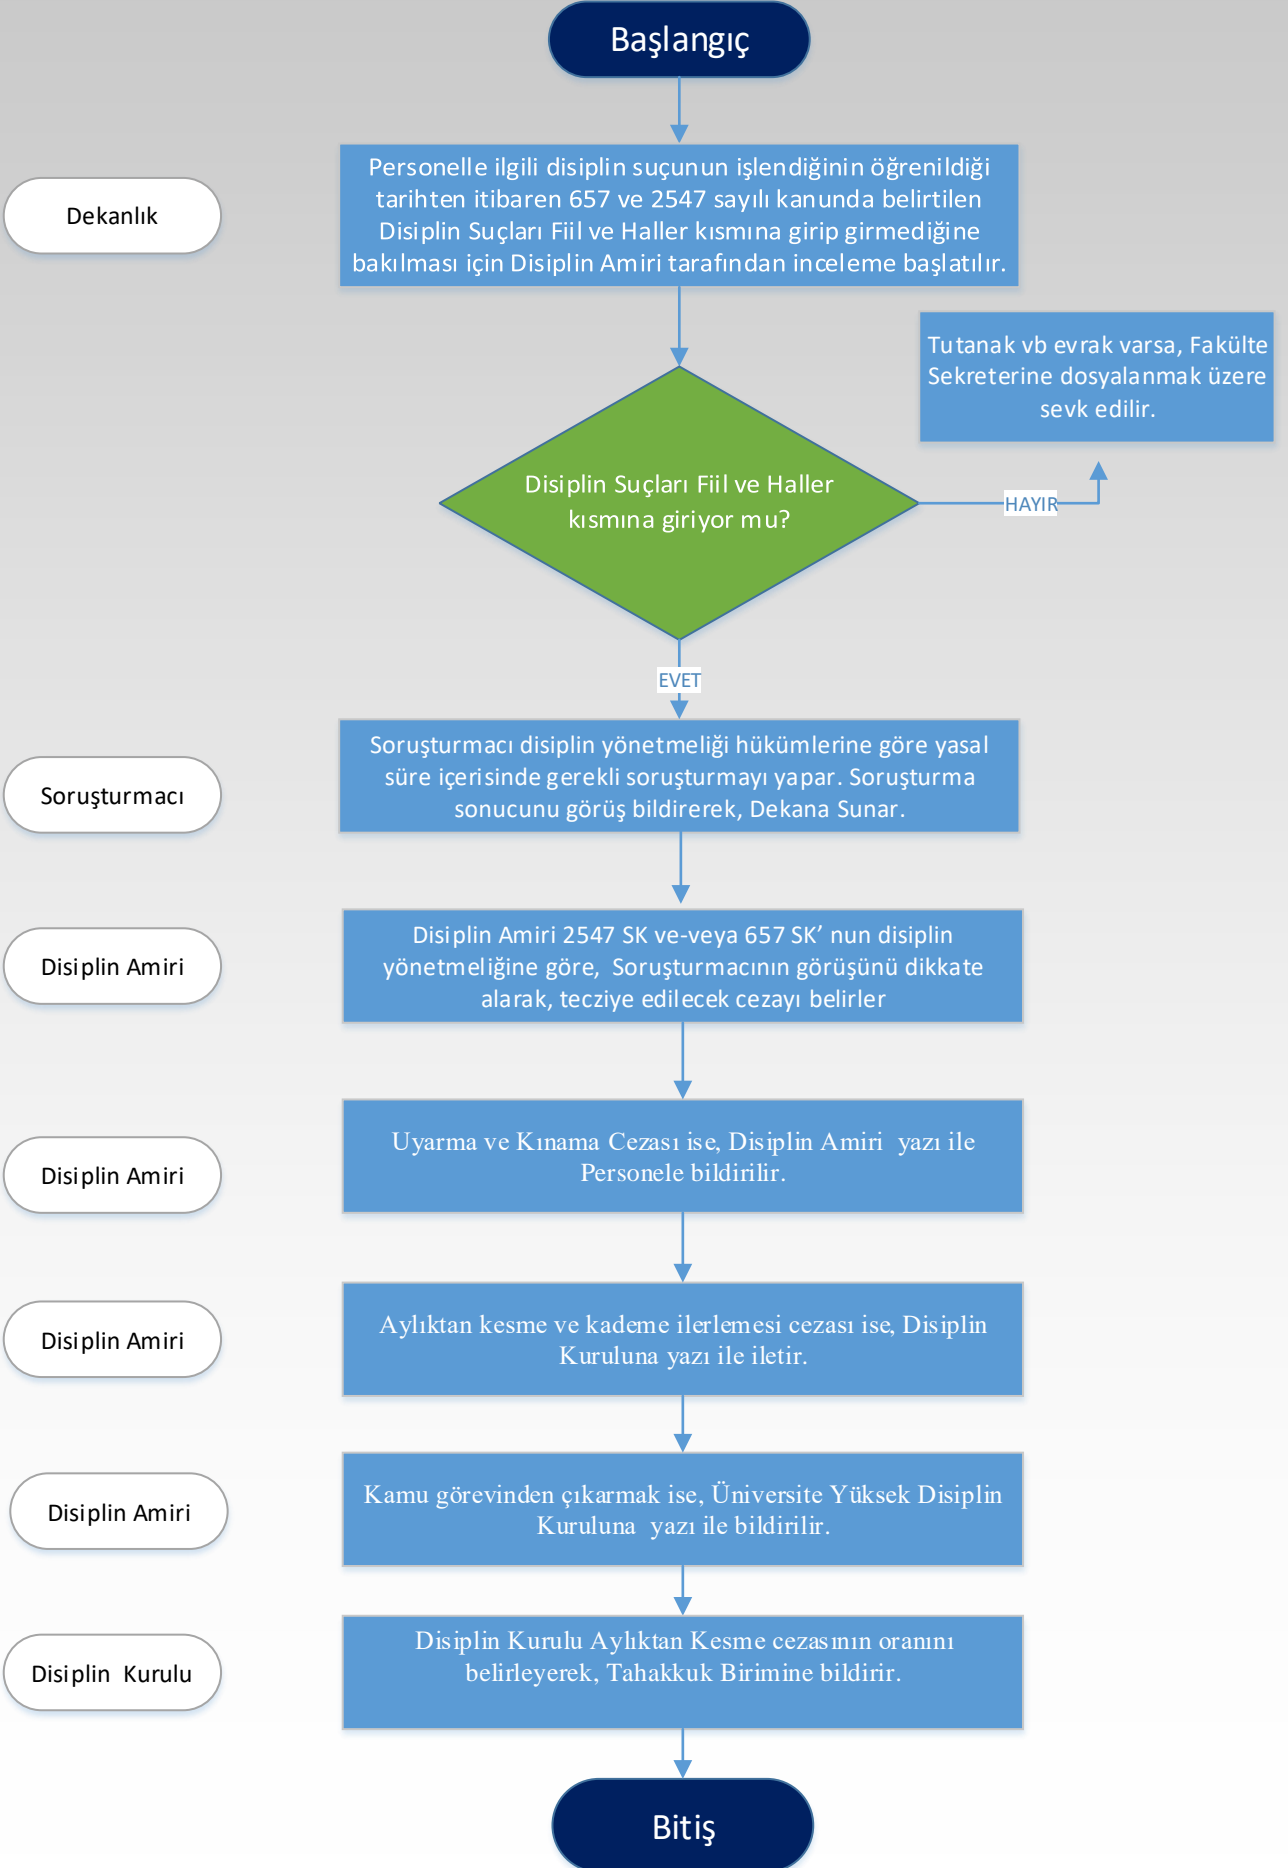 Başlangıç
Dekanlık
Personelle ilgili disiplin suçunun işlendiğinin öğrenildiği
tarihten itibaren 657 ve 2547 sayılı kanunda belirtilen
Disiplin Suçları Fiil ve Haller kısmına girip girmediğine
bakılması için Disiplin Amiri tarafından inceleme başlatılır.
Tutanak vb evrak varsa, Fakülte
Sekreterine dosyalanmak üzere
sevk edilir.
Disiplin Suçları Fiil ve Haller
kısmına giriyor mu?
HAYIR
EVET
Soruşturmacı
Soruşturmacı disiplin yönetmeliği hükümlerine göre yasal
süre içerisinde gerekli soruşturmayı yapar. Soruşturma
sonucunu görüş bildirerek, Dekana Sunar.
Disiplin Amiri
Disiplin Amiri 2547 SK ve-veya 657 SK’ nun disiplin
yönetmeliğine göre, Soruşturmacının görüşünü dikkate
alarak, tecziye edilecek cezayı belirler
Disiplin Amiri
Uyarma ve Kınama Cezası ise, Disiplin Amiri yazı ile
Personele bildirilir.
Disiplin Amiri
Aylıktan kesme ve kademe ilerlemesi cezası ise, Disiplin
Kuruluna yazı ile iletir.
Disiplin Amiri
Kamu görevinden çıkarmak ise, Üniversite Yüksek Disiplin
Kuruluna yazı ile bildirilir.
Disiplin Kurulu
Disiplin Kurulu Aylıktan Kesme cezasının oranını
belirleyerek, Tahakkuk Birimine bildirir.
Bitiş